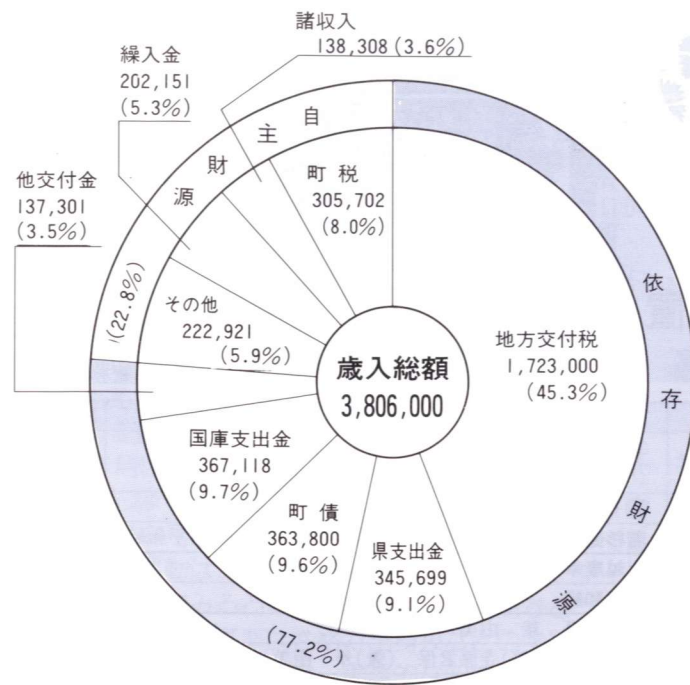 諸収入
138,308(3.6%)
繰入金
202,151
(5.3%)
他交付金
137,301
(3.5%)
自主財源
(22.8%)
町税
305,702
(8.0%)
その他
222,921
(5.9%)
歳入総額
3,806,000
地方交付税
1,723,000
(45.3%)
国庫支出金
367,118
(9.7%)
町債
363,800
(9.6%)
県支出金
345,699
(9.1%)
依存財源
(77.2%)